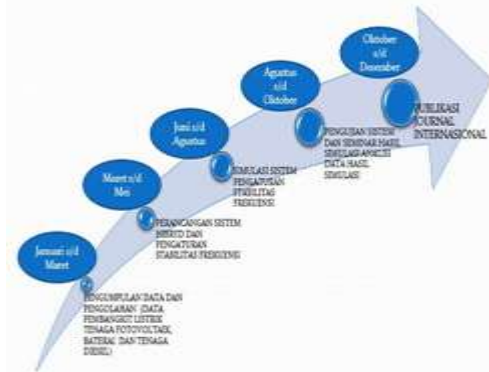 Januari s/d
Maret
PENGUMPULAN DATA DAN
PENGOLAHAN (DATA
PEMBANGKIT LISTRIK
TENAGA FOTOVOLTAIK,
BATERAI DAN TENAGA
DIESEL)
Maret s/d
Mei
PERANCANGAN SISTEM
HIBRID DAN
PENGATURAN
STABILITAS FREKUENSI
Juni s/d
Agustus
SIMULASI SISTEM
PENGATURAN
STABILITAS
FREKUENSI
Agustus
s/d
Oktober
PENGUJIAN SISTEM
DAN SEMINAR HASIL
SIMULASI ANALISI
DATA HASIL
SIMULASI
Oktober
s/d
Desember
PUBLIKASI
JOURNAL
INTERNASIONAL